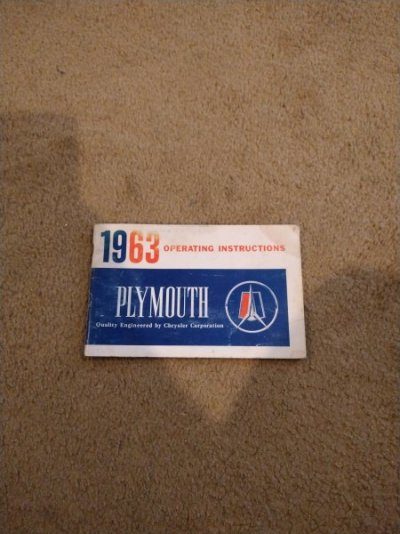 1963 OPERATING INSTRUCTIONS
PLYMOUTH
Quality Engineered by Chrysler Corporation